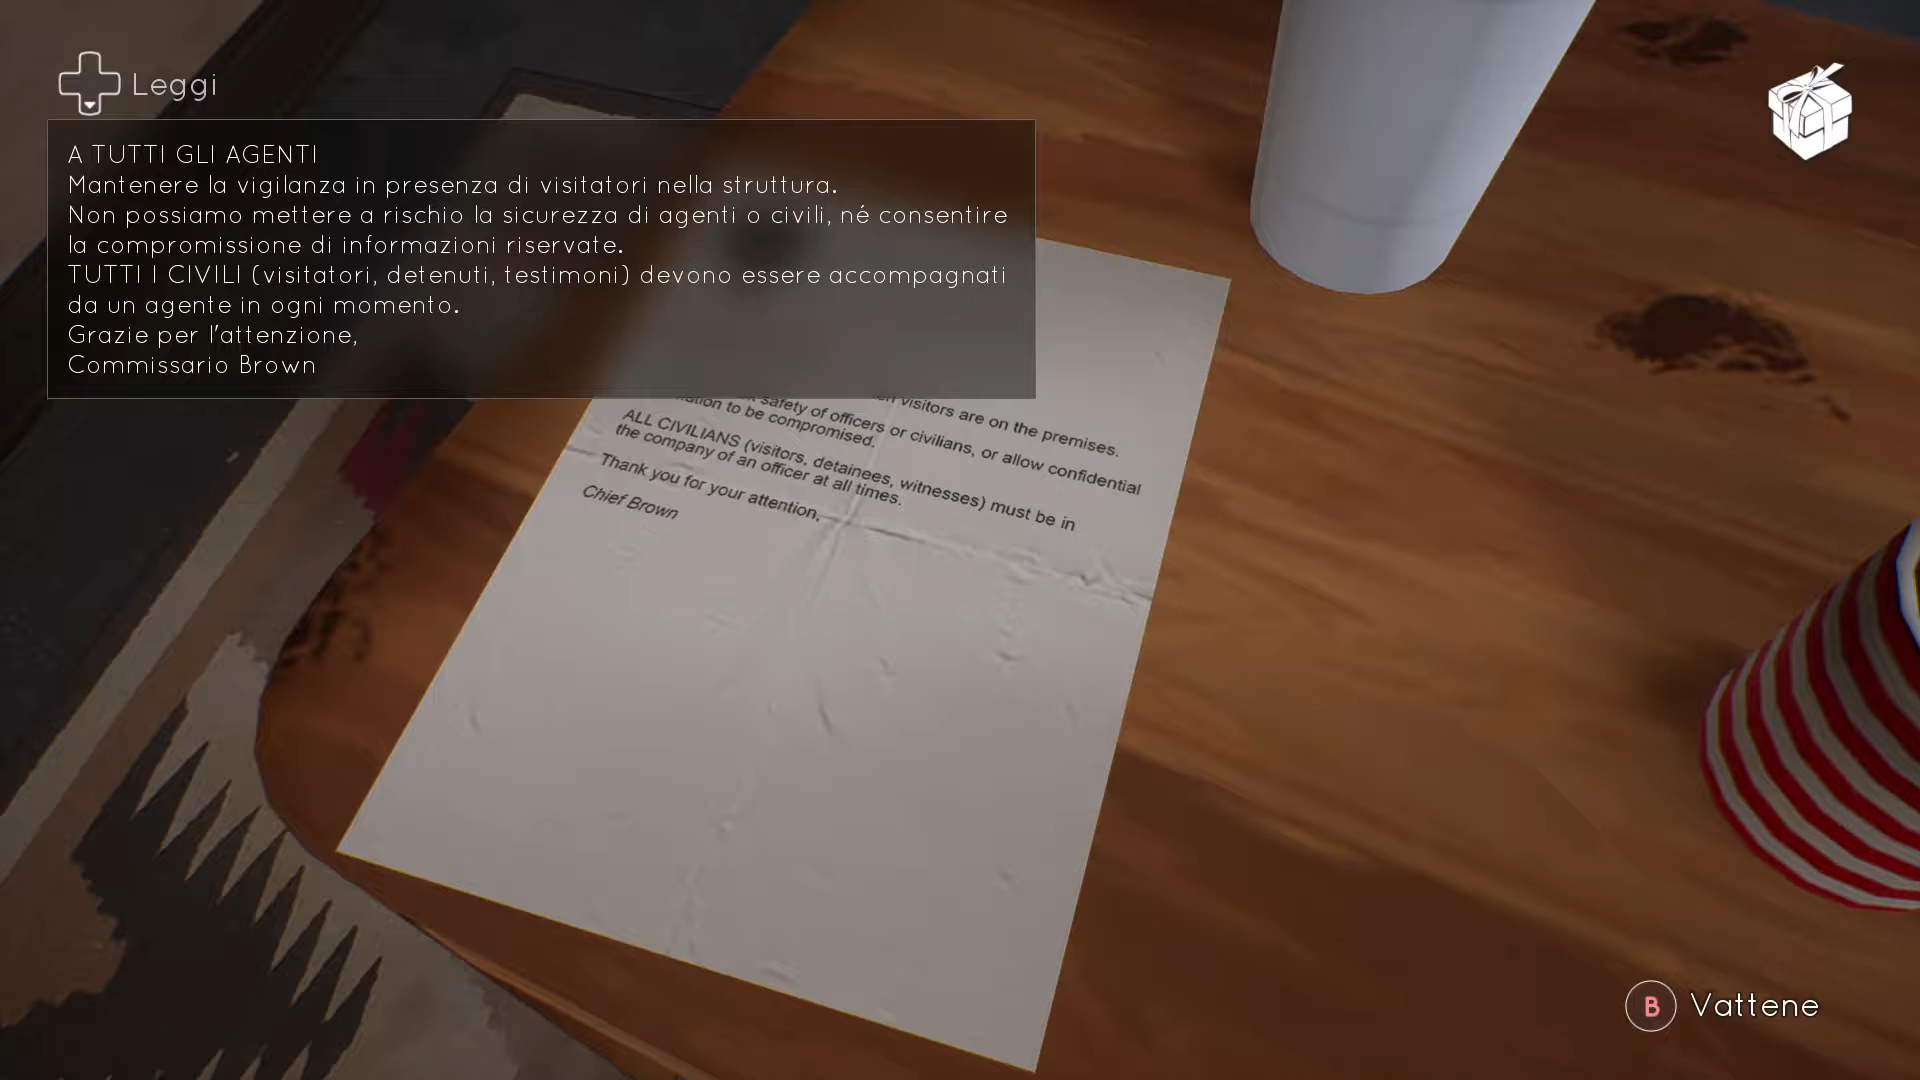 Leggi
A TUTTI GLI AGENTI
Mantenere la vigilanza in presenza di visitatori nella struttura.
Non possiamo mettere a rischio la sicurezza di agenti o civili, né consentire
la compromissione di informazioni riservate.
TUTTI I CIVILI (visitatori, detenuti, testimoni) devono essere accompagnati
da un agente in ogni momento.
Grazie per l'attenzione,
Commissario Brown
visitors are on the premises.
safety of officers or civilians, or allow confidential
to be compromised.
ALL CIVILIANS (visitors, detainees, witnesses) must be in
the company of an officer at all times.
Thank you for your attention,
Chief Brown
B Vattene